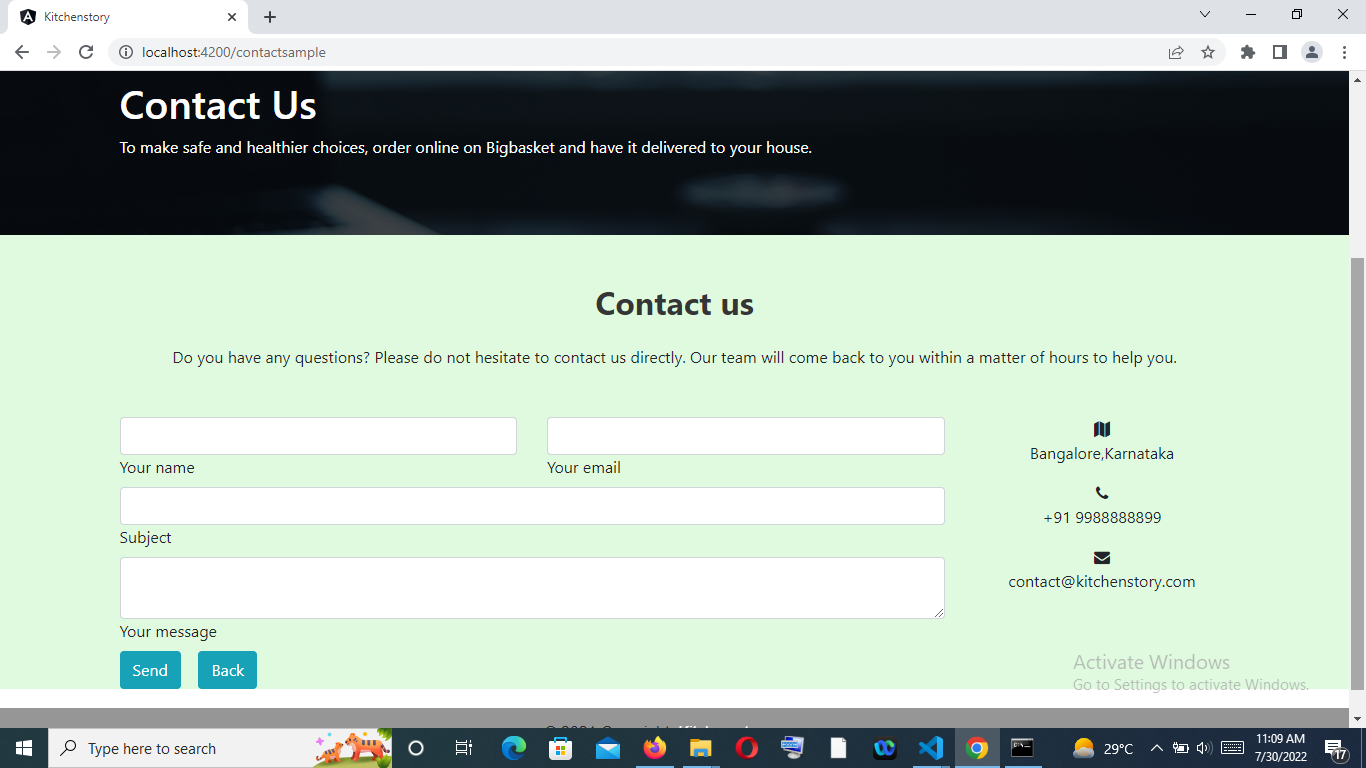 Kitchenstory
localhost:4200/contactsample
Contact Us
To make safe and healthier choices, order online on Bigbasket and have it delivered to your house.
Contact us
Do you have any questions? Please do not hesitate to contact us directly. Our team will come back to you within a matter of hours to help you.
Your name
Your email
Subject
Your message
Send
Back
Bangalore,Karnataka
+91 9988888899
contact@kitchenstory.com
Activate Windows
Go to Settings to activate Windows.
Type here to search
29°C
11:09 AM
7/30/2022
17